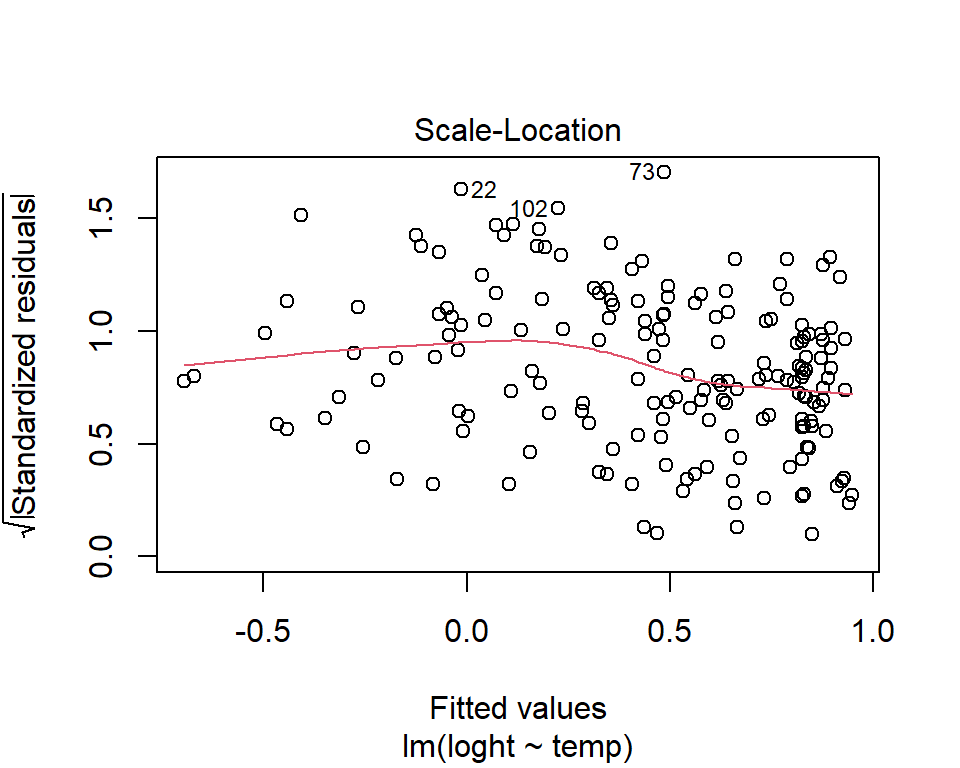 Scale-Location
√|Standardized residuals|
1.5
1.0
0.5
0.0
73
22
102
-0.5 0.0 0.5 1.0
Fitted values
lm(loght ~ temp)